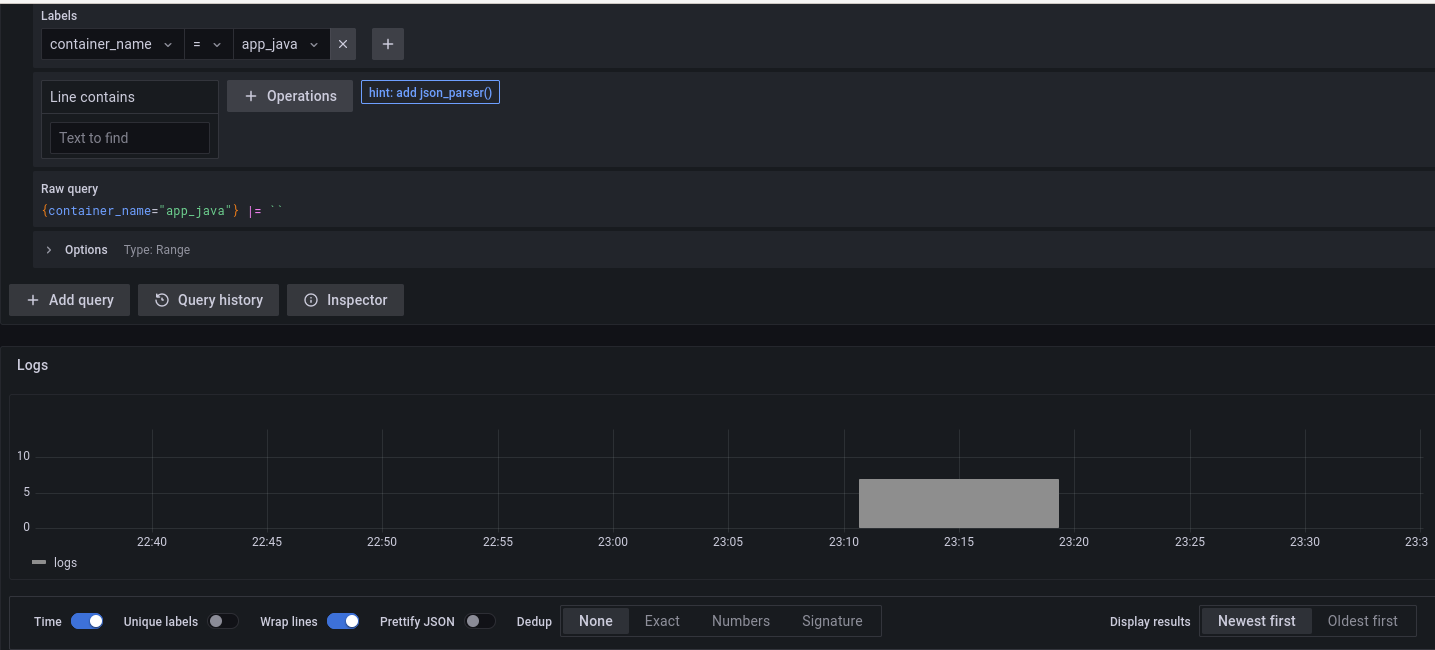 Labels
container_name = app_java
Line contains Operations hint: add json_parser()
Text to find
Raw query
{container_name="app_java"} |= ``
Options Type: Range
Add query Query history Inspector
Logs
10
5
0
22:40 22:45 22:50 22:55 23:00 23:05 23:10 23:15 23:20 23:25 23:30 23:3
logs
Time Unique labels Wrap lines Prettify JSON Dedup None Exact Numbers Signature Display results Newest first Oldest first